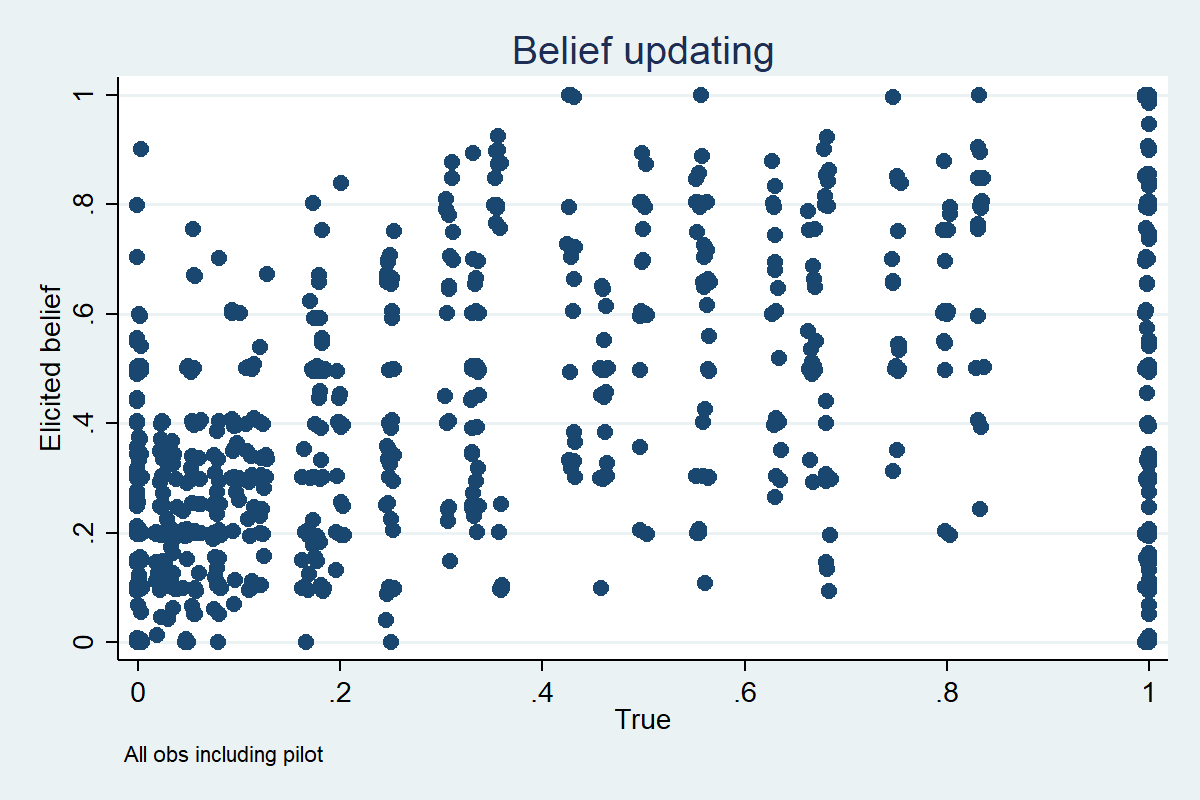 Belief updating
Elicited belief
1
.8
.6
.4
.2
0
0 .2 .4 .6 .8 1
True
All obs including pilot